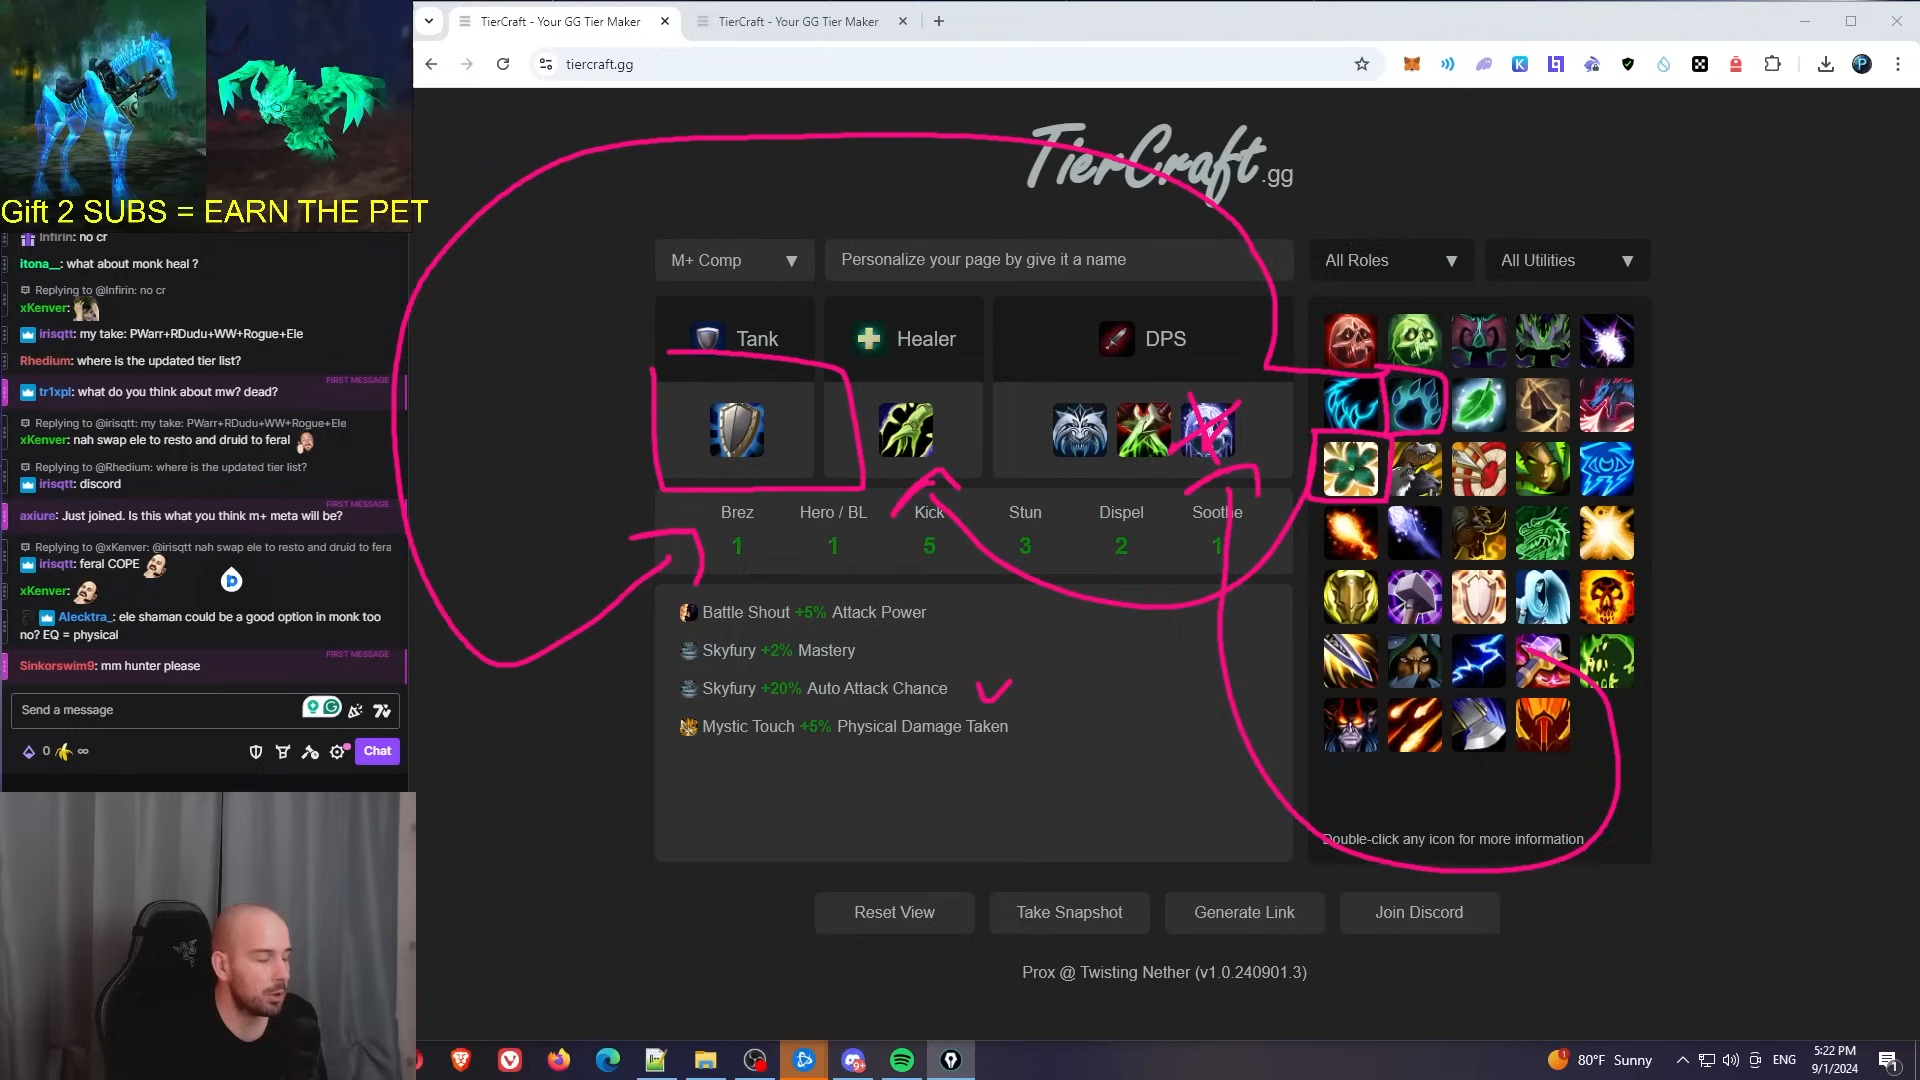 TierCraft - Your GG Tier Maker
TierCraft - Your GG Tier Maker
tiercraft.gg
Gift 2 SUBS = EARN THE PET
Infirin: no cr
itona__: what about monk heal ?
Replying to @Infirin: no cr
xKenver:
irisqtt: my take: PWarr+RDudu+WW+Rogue+Ele
Rhedium: where is the updated tier list?
FIRST MESSAGE
tr1xpl: what do you think about mw? dead?
Replying to @irisqtt: my take: PWarr+RDudu+WW+Rogue+Ele
xKenver: nah swap ele to resto and druid to feral
Replying to @Rhedium: where is the updated tier list?
irisqtt: discord
FIRST MESSAGE
axiure: Just joined. Is this what you think m+ meta will be?
Replying to @xKenver: @irisqtt nah swap ele to resto and druid to fera
irisqtt: feral COPE
xKenver:
Alecktra_: ele shaman could be a good option in monk too
no? EQ = physical
FIRST MESSAGE
Sinkorswim9: mm hunter please
Send a message
0 ∞
Chat
TierCraft.gg
M+ Comp
Personalize your page by give it a name
All Roles
All Utilities
Tank
Healer
DPS
Brez Hero / BL Kick Stun Dispel Soothe
1 1 5 3 2 1
Battle Shout +5% Attack Power
Skyfury +2% Mastery
Skyfury +20% Auto Attack Chance
Mystic Touch +5% Physical Damage Taken
Double-click any icon for more information
Reset View
Take Snapshot
Generate Link
Join Discord
Prox @ Twisting Nether (v1.0.240901.3)
80°F Sunny
ENG
5:22 PM
9/1/2024